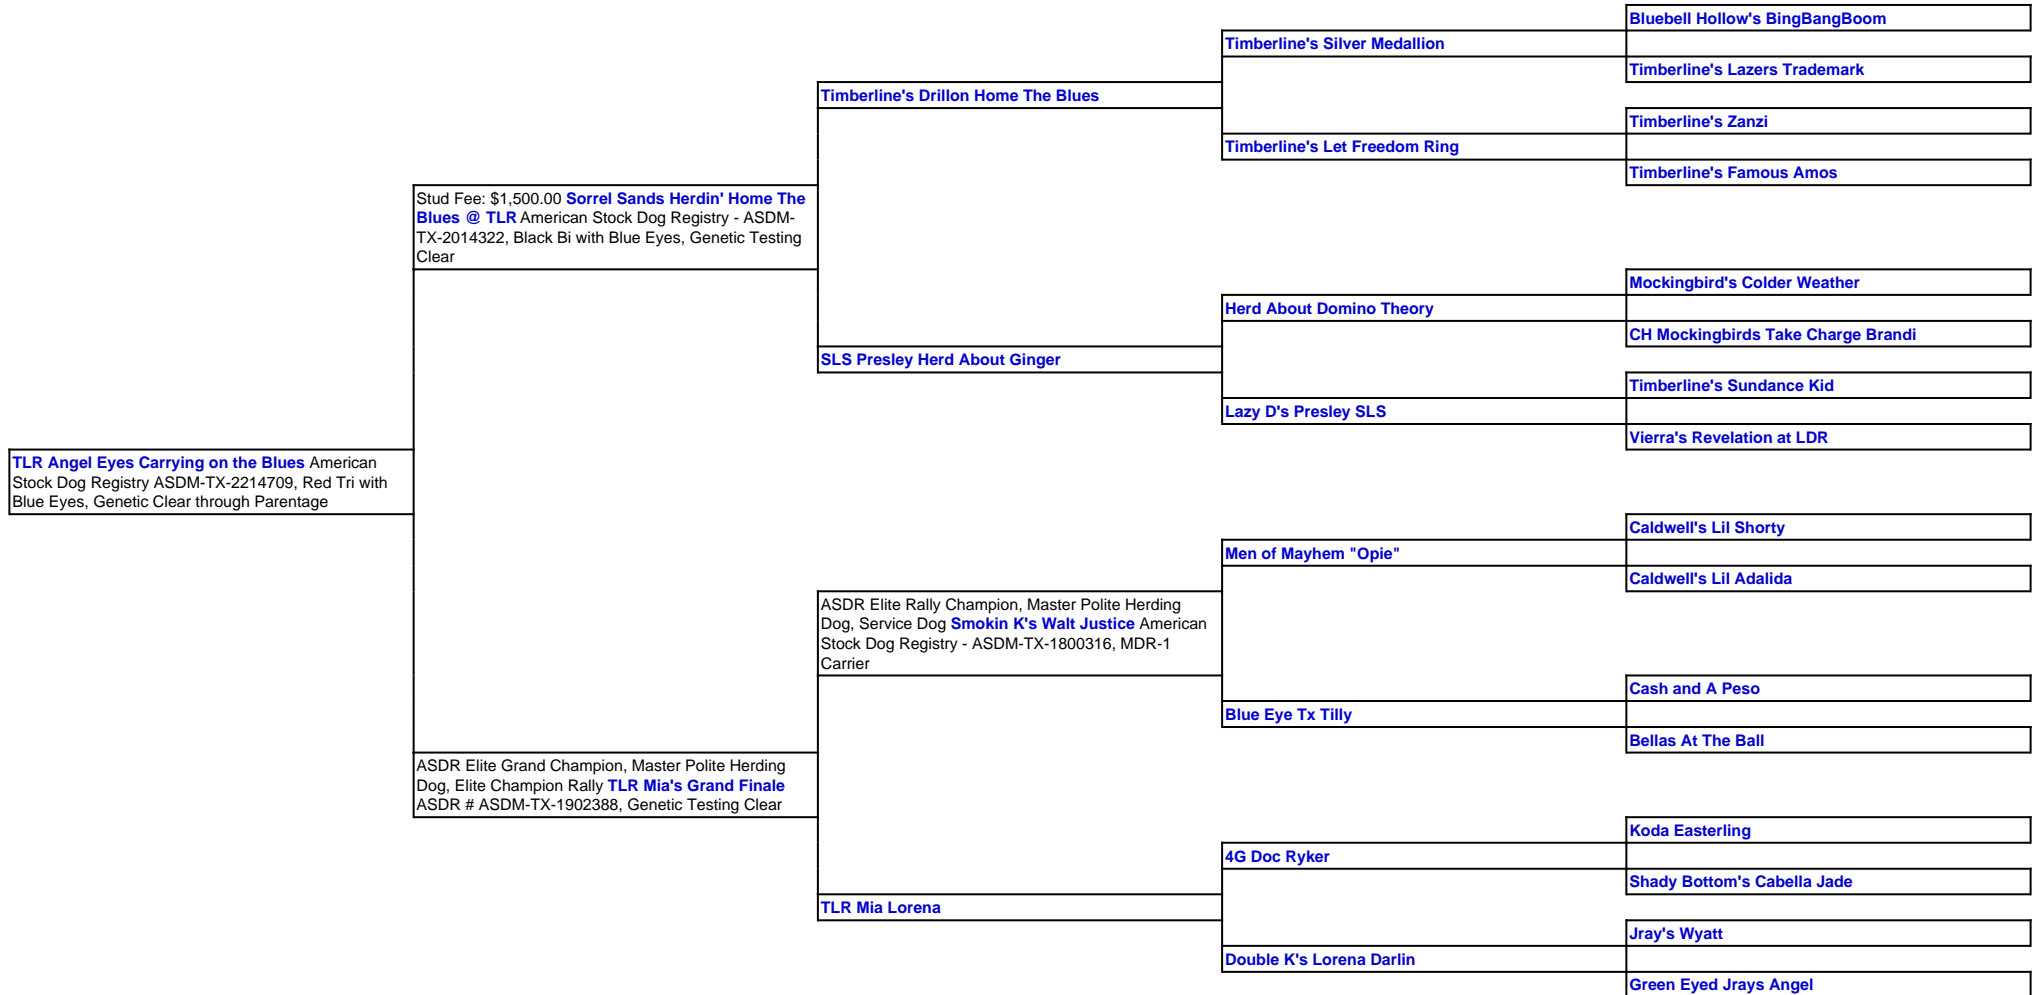 Bluebell Hollow's BingBangBoom
Timberline's Silver Medallion
Timberline's Lazers Trademark
Timberline's Drillon Home The Blues
Timberline's Zanzi
Timberline's Let Freedom Ring
Timberline's Famous Amos
Stud Fee: $1,500.00 Sorrel Sands Herdin' Home The
Blues @ TLR American Stock Dog Registry - ASDM-
TX-2014322, Black Bi with Blue Eyes, Genetic Testing
Clear
Mockingbird's Colder Weather
Herd About Domino Theory
CH Mockingbirds Take Charge Brandi
SLS Presley Herd About Ginger
Timberline's Sundance Kid
Lazy D's Presley SLS
Vierra's Revelation at LDR
TLR Angel Eyes Carrying on the Blues American
Stock Dog Registry ASDM-TX-2214709, Red Tri with
Blue Eyes, Genetic Clear through Parentage
Caldwell's Lil Shorty
Men of Mayhem "Opie"
Caldwell's Lil Adalida
ASDR Elite Rally Champion, Master Polite Herding
Dog, Service Dog Smokin K's Walt Justice American
Stock Dog Registry - ASDM-TX-1800316, MDR-1
Carrier
Cash and A Peso
Blue Eye Tx Tilly
Bellas At The Ball
ASDR Elite Grand Champion, Master Polite Herding
Dog, Elite Champion Rally TLR Mia's Grand Finale
ASDR # ASDM-TX-1902388, Genetic Testing Clear
Koda Easterling
4G Doc Ryker
Shady Bottom's Cabella Jade
TLR Mia Lorena
Jray's Wyatt
Double K's Lorena Darlin
Green Eyed Jrays Angel